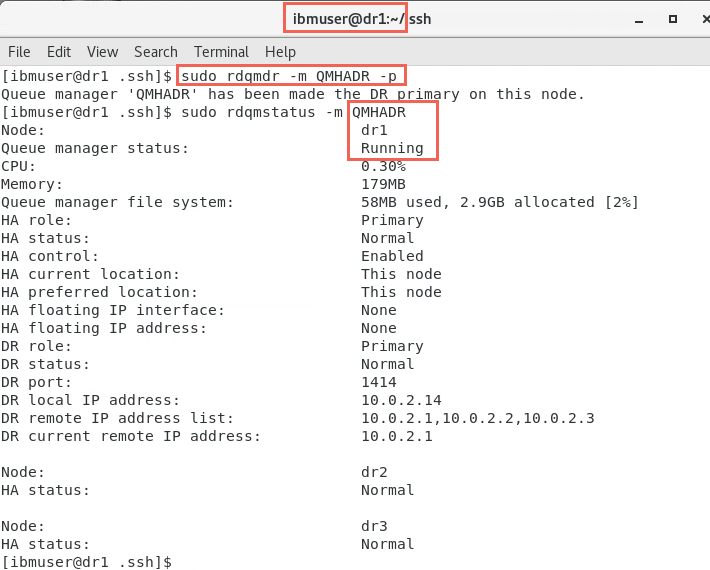 ibmuser@dr1:~/.ssh
File Edit View Search Terminal Help
[ibmuser@dr1 .ssh]$ sudo rdqmdr -m QMHADR -p
Queue manager 'QMHADR' has been made the DR primary on this node.
[ibmuser@dr1 .ssh]$ sudo rdqmstatus -m QMHADR
Node: dr1
Queue manager status: Running
CPU: 0.30%
Memory: 179MB
Queue manager file system: 58MB used, 2.9GB allocated [2%]
HA role: Primary
HA status: Normal
HA control: Enabled
HA current location: This node
HA preferred location: This node
HA floating IP interface: None
HA floating IP address: None
DR role: Primary
DR status: Normal
DR port: 1414
DR local IP address: 10.0.2.14
DR remote IP address list: 10.0.2.1,10.0.2.2,10.0.2.3
DR current remote IP address: 10.0.2.1
Node: dr2
HA status: Normal
Node: dr3
HA status: Normal
[ibmuser@dr1 .ssh]$